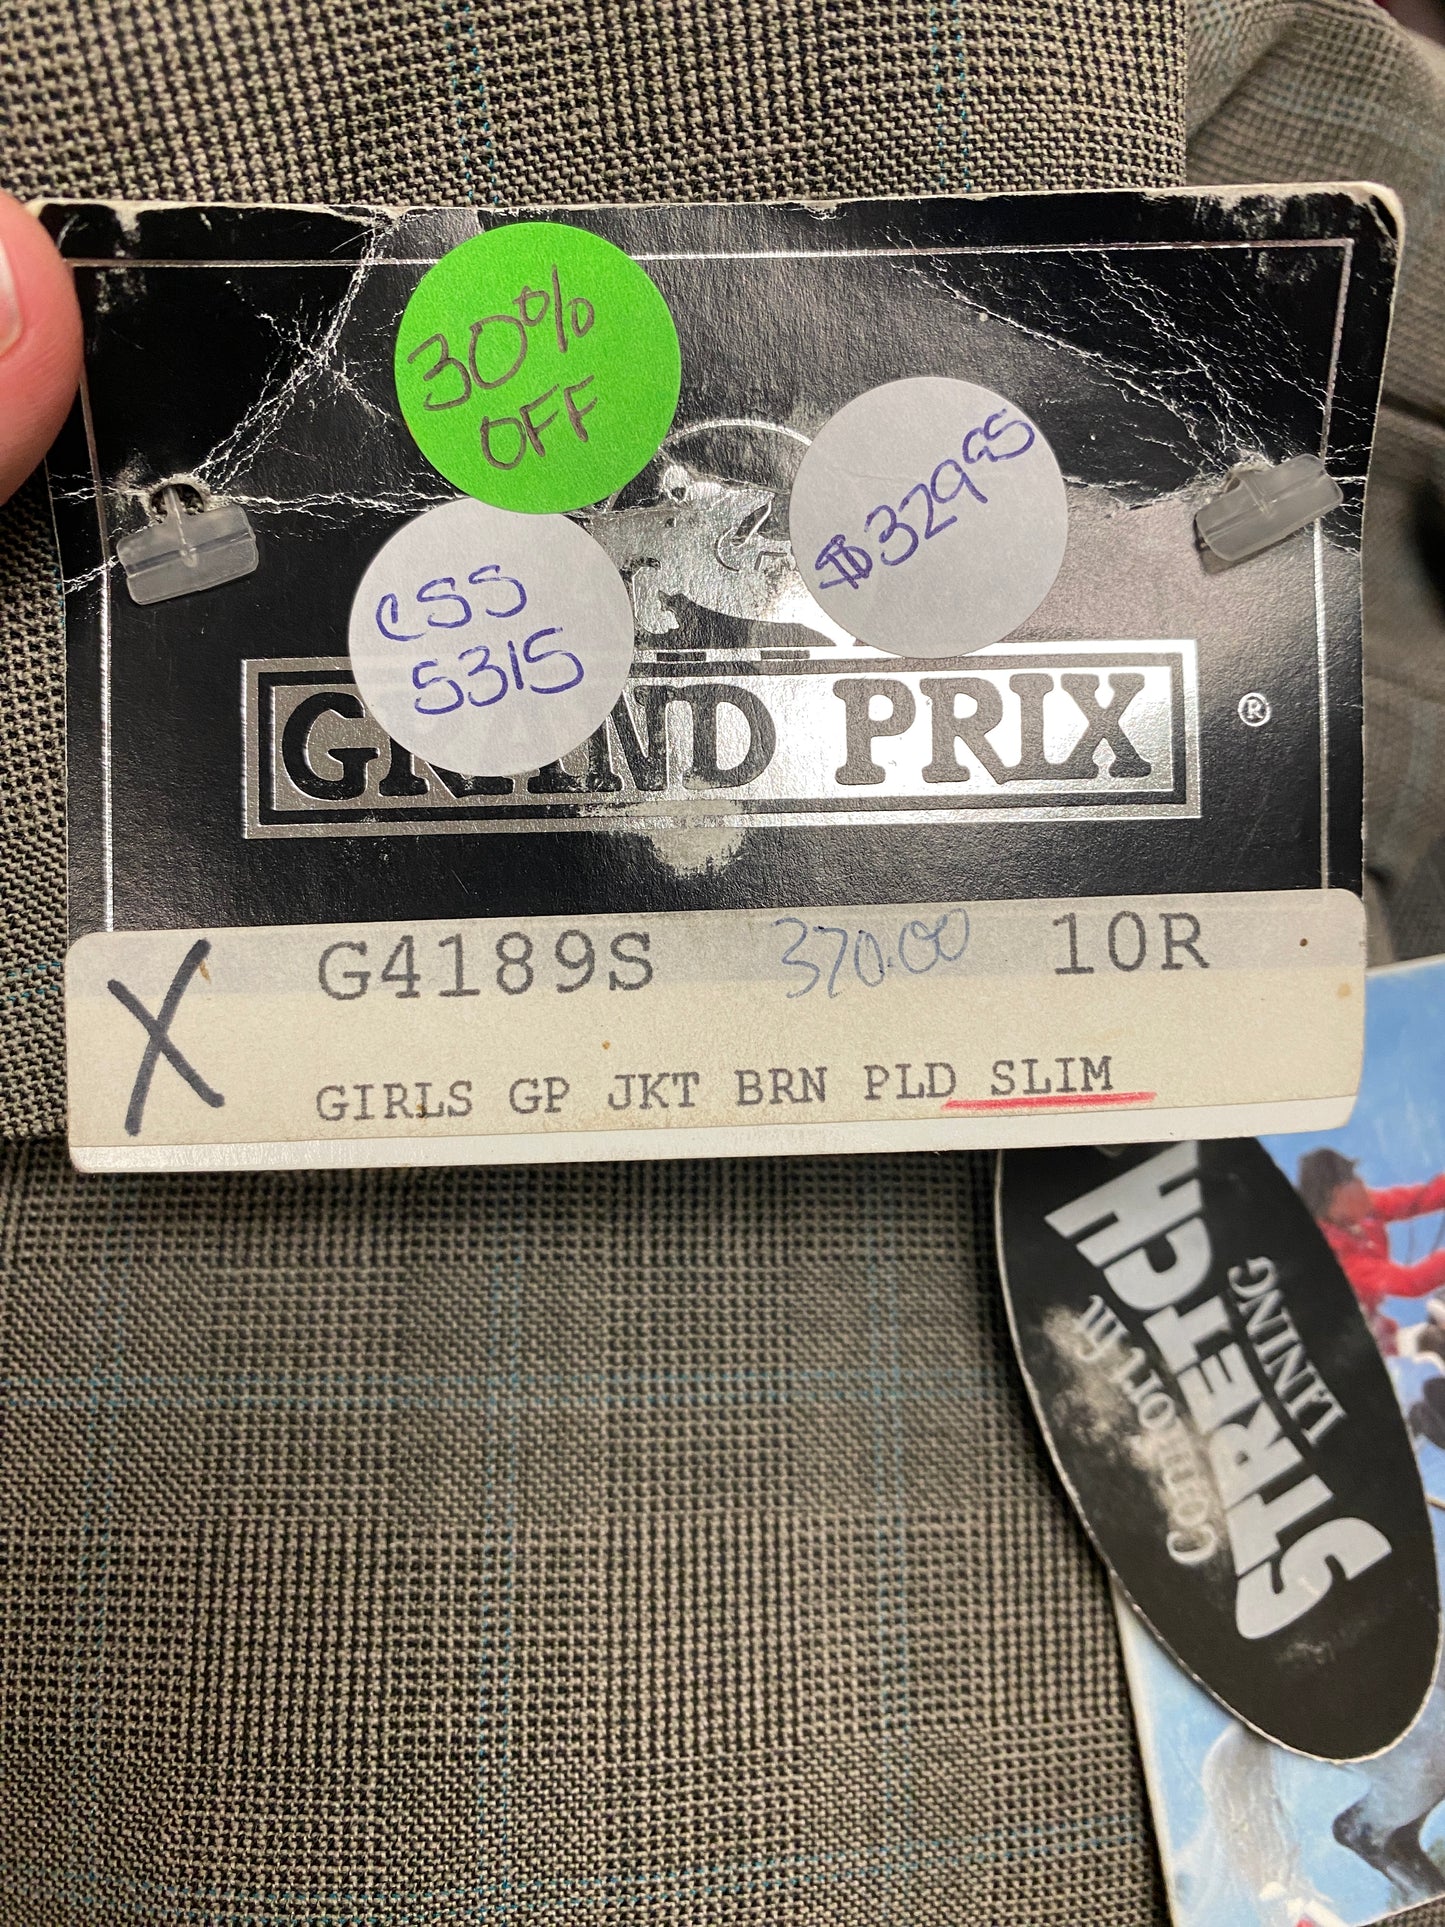 30%
OFF
$329.95
CSS
5315
GRAND PRIX ®
X G4189S 370.00 10R
GIRLS GP JKT BRN PLD SLIM
Comfort
STRETCH
LINING